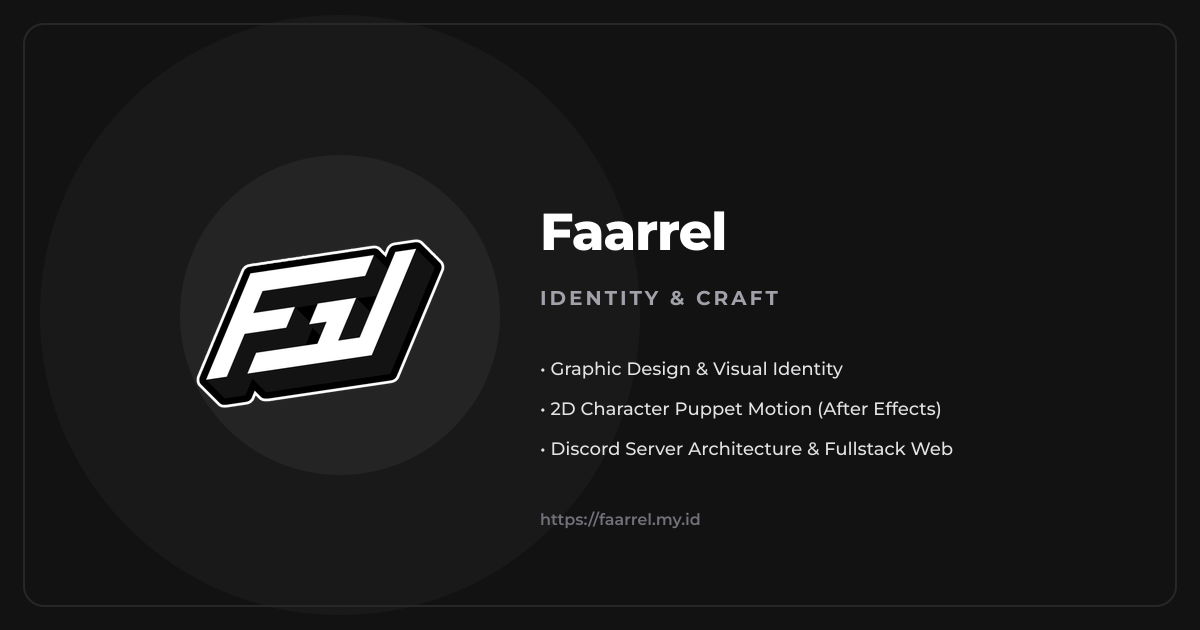 Faarrel
IDENTITY & CRAFT
• Graphic Design & Visual Identity
• 2D Character Puppet Motion (After Effects)
• Discord Server Architecture & Fullstack Web
https://faarrel.my.id